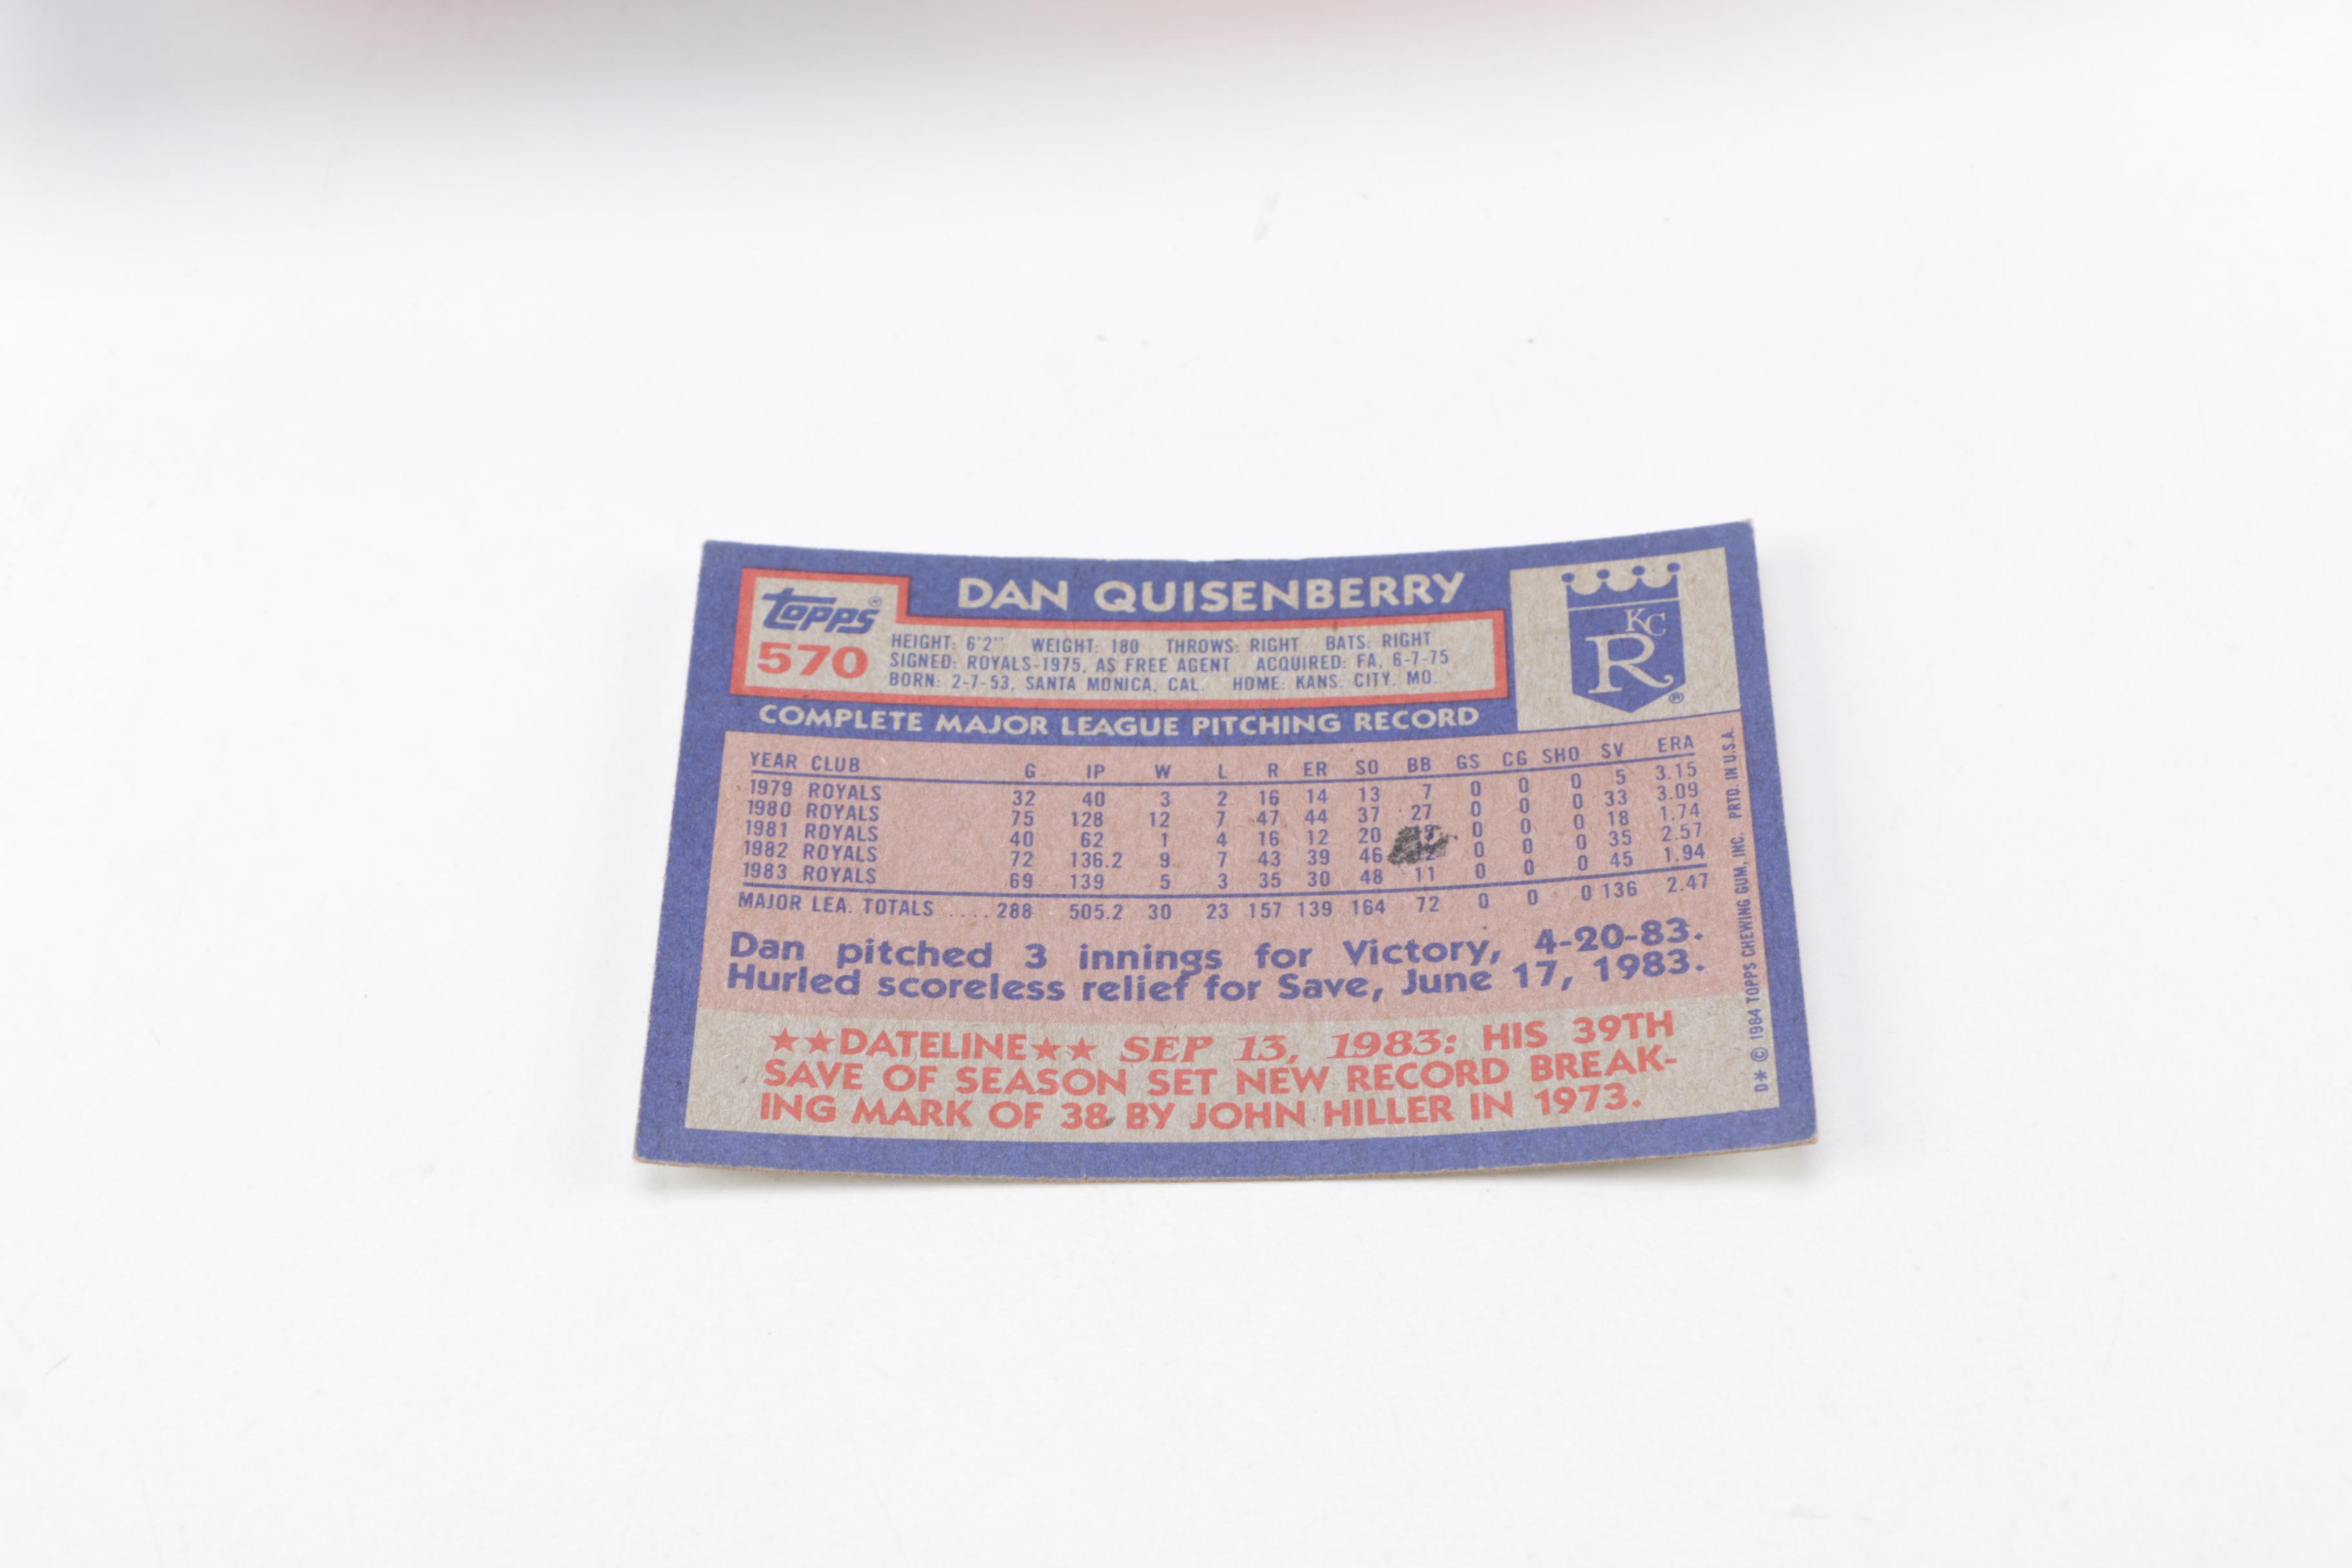 Topps®
570
DAN QUISENBERRY
HEIGHT: 6'2" WEIGHT: 180 THROWS: RIGHT BATS: RIGHT
SIGNED: ROYALS-1975, AS FREE AGENT ACQUIRED: FA, 6-7-75
BORN: 2-7-53, SANTA MONICA, CAL. HOME: KANS. CITY, MO.
KC
R®
COMPLETE MAJOR LEAGUE PITCHING RECORD
YEAR CLUB G IP W L R ER SO BB GS CG SHO SV ERA
1979 ROYALS 32 40 3 2 16 14 13 7 0 0 0 5 3.15
1980 ROYALS 75 128 12 7 47 44 37 27 0 0 0 33 3.09
1981 ROYALS 40 62 1 4 16 12 20 0 0 0 18 1.74
1982 ROYALS 72 136.2 9 7 43 39 46 0 0 0 35 2.57
1983 ROYALS 69 139 5 3 35 30 48 11 0 0 0 45 1.94
MAJOR LEA. TOTALS .... 288 505.2 30 23 157 139 164 72 0 0 0 136 2.47
Dan pitched 3 innings for Victory, 4-20-83.
Hurled scoreless relief for Save, June 17, 1983.
★★DATELINE★★ SEP 13, 1983: HIS 39TH
SAVE OF SEASON SET NEW RECORD BREAK-
ING MARK OF 38 BY JOHN HILLER IN 1973.
D* © 1984 TOPPS CHEWING GUM, INC. PRTD. IN U.S.A.